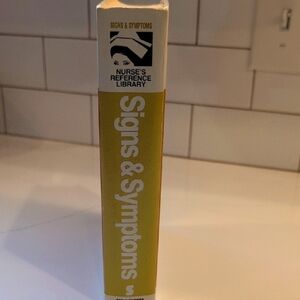 SIGNS & SYMPTOMS
NURSE'S
REFERENCE
LIBRARY
Signs & Symptoms
S